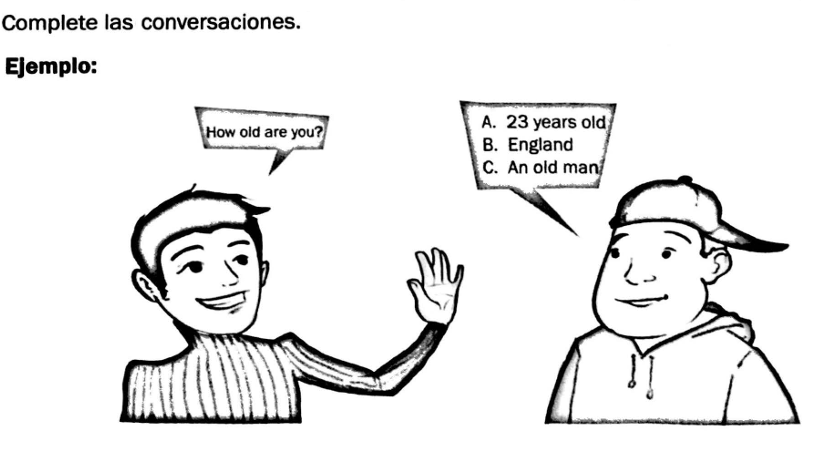 Complete las conversaciones.
Ejemplo:
How old are you?
A. 23 years old
B. England
C. An old man